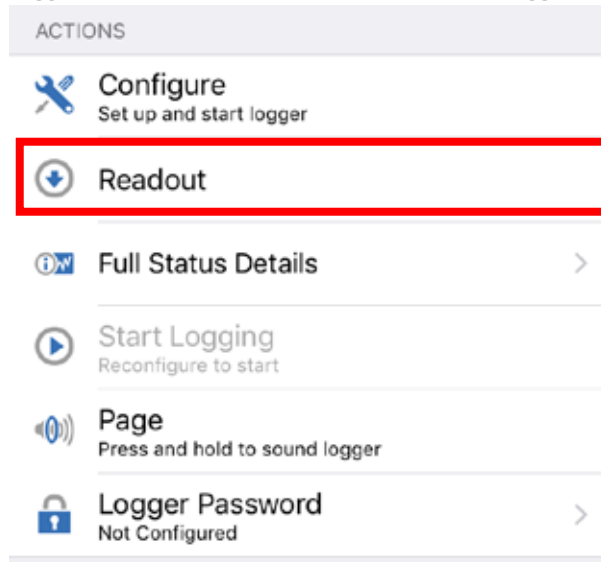 ACTIONS
Configure
Set up and start logger
Readout
Full Status Details
Start Logging
Reconfigure to start
Page
Press and hold to sound logger
Logger Password
Not Configured